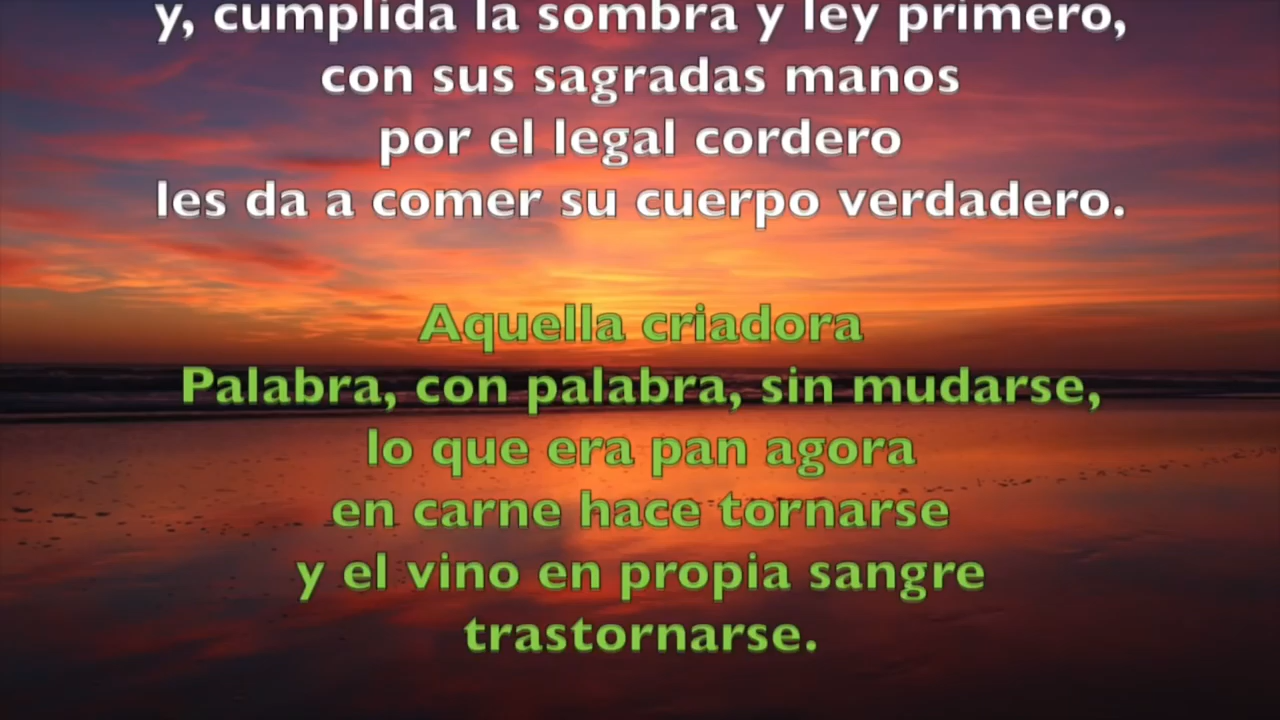 y, cumplida la sombra y ley primero,
con sus sagradas manos
por el legal cordero
les da a comer su cuerpo verdadero.
Aquella criadora
Palabra, con palabra, sin mudarse,
lo que era pan agora
en carne hace tornarse
y el vino en propia sangre
trastornarse.